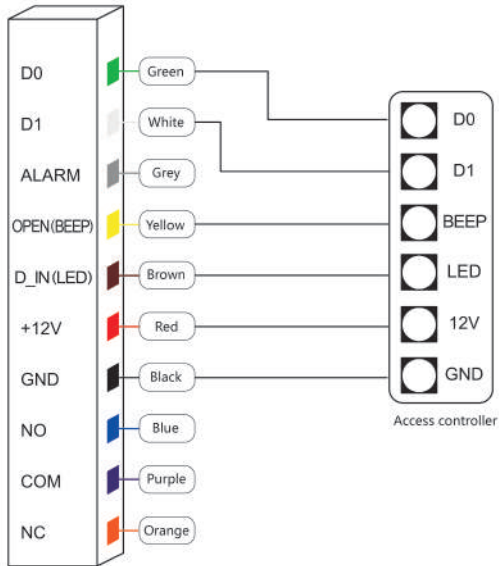 D0 Green
D1 White
ALARM Grey
OPEN(BEEP) Yellow
D_IN(LED) Brown
+12V Red
GND Black
NO Blue
COM Purple
NC Orange
D0
D1
BEEP
LED
12V
GND
Access controller